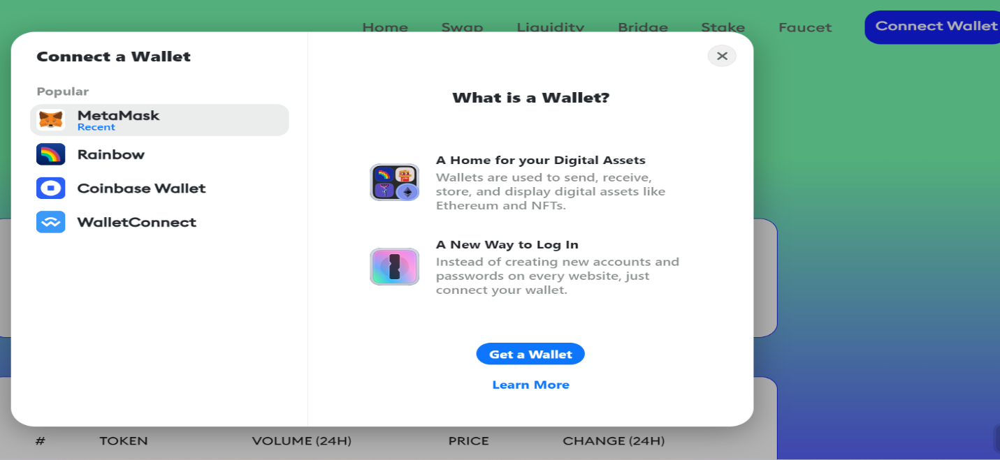 Home Swap Liquidity Bridge Stake Faucet Connect Wallet
Connect a Wallet
Popular
MetaMask
Recent
Rainbow
Coinbase Wallet
WalletConnect
What is a Wallet?
A Home for your Digital Assets
Wallets are used to send, receive,
store, and display digital assets like
Ethereum and NFTs.
A New Way to Log In
Instead of creating new accounts and
passwords on every website, just
connect your wallet.
Get a Wallet
Learn More
# TOKEN VOLUME (24H) PRICE CHANGE (24H)